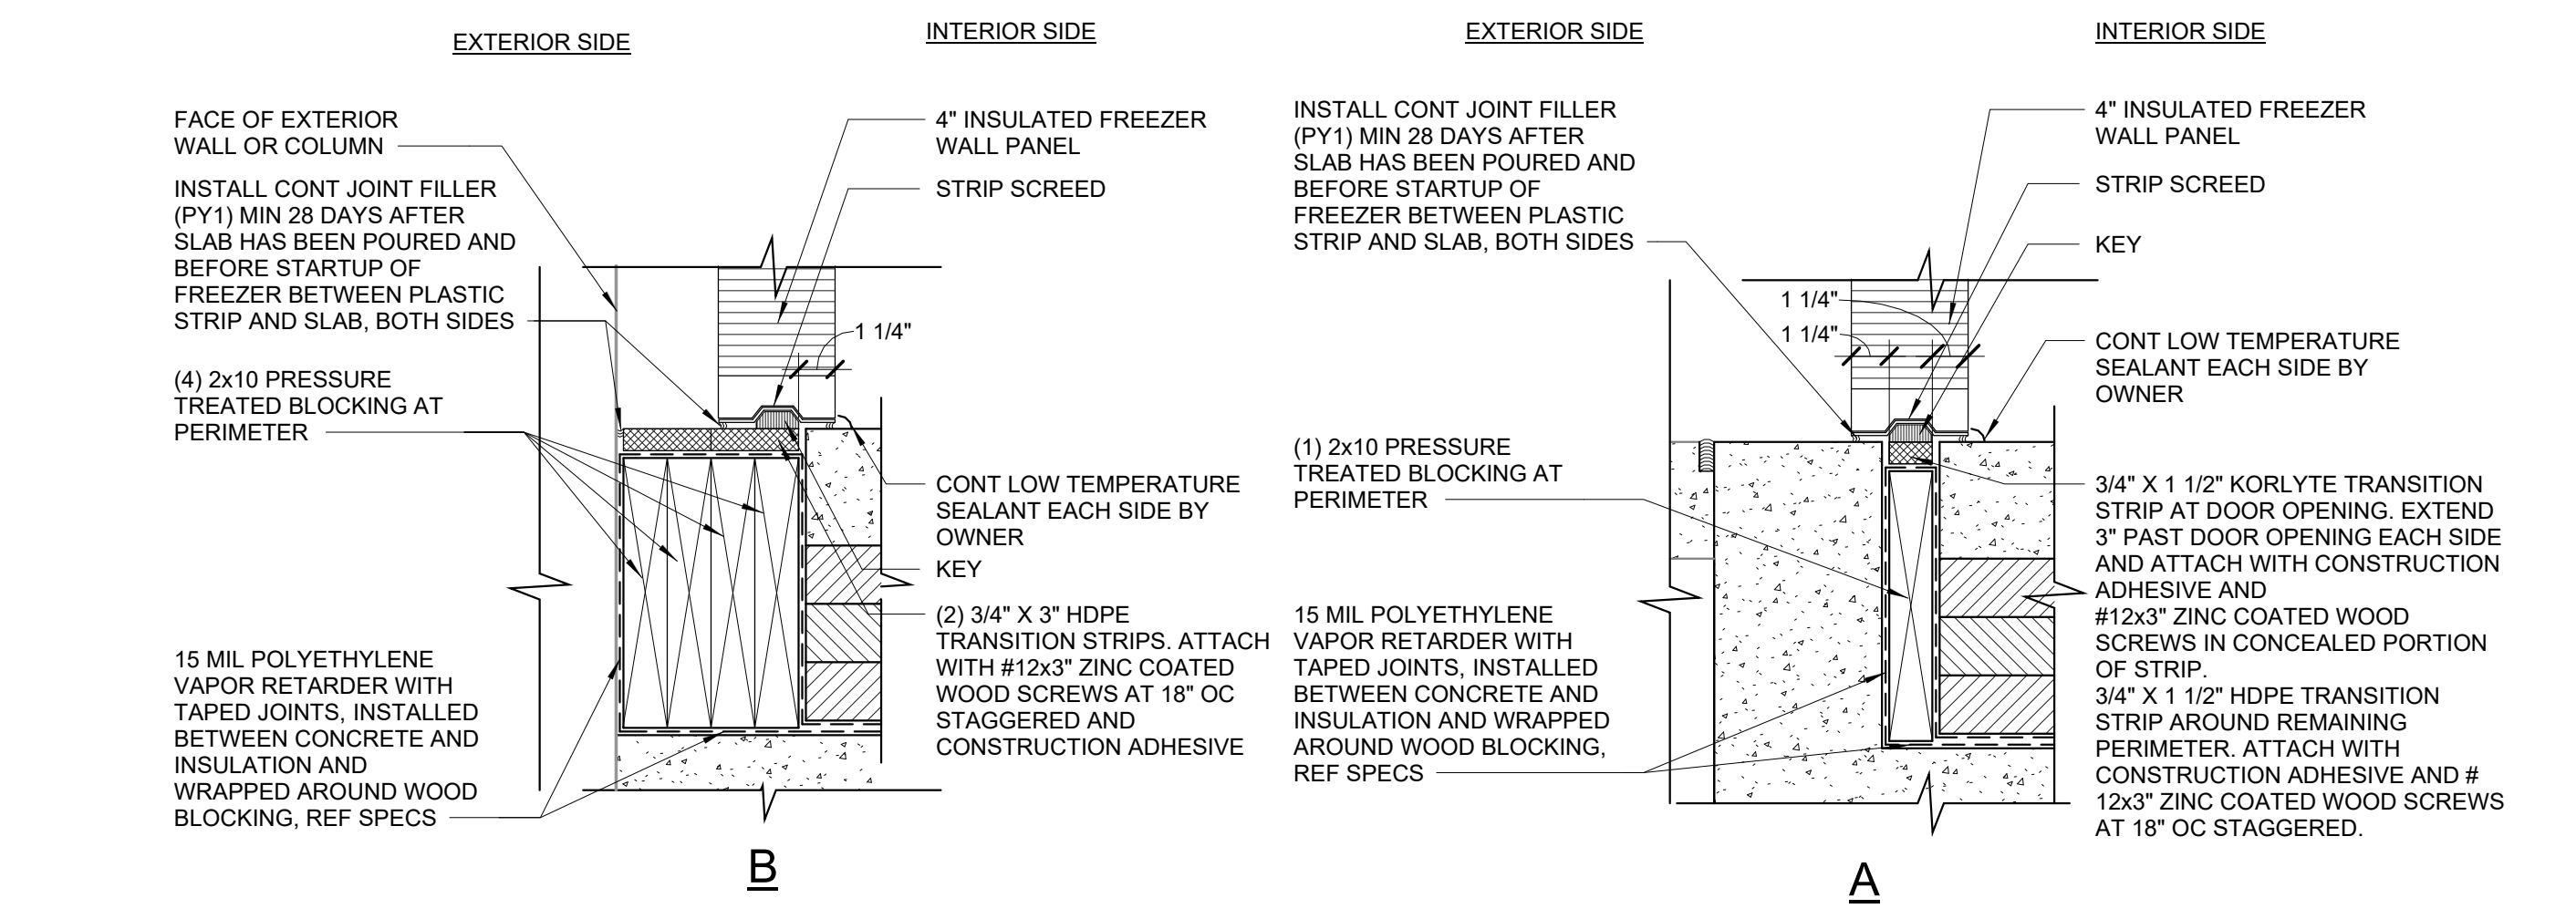 EXTERIOR SIDE
INTERIOR SIDE
FACE OF EXTERIOR
WALL OR COLUMN
INSTALL CONT JOINT FILLER
(PY1) MIN 28 DAYS AFTER
SLAB HAS BEEN POURED AND
BEFORE STARTUP OF
FREEZER BETWEEN PLASTIC
STRIP AND SLAB, BOTH SIDES
(4) 2x10 PRESSURE
TREATED BLOCKING AT
PERIMETER
15 MIL POLYETHYLENE
VAPOR RETARDER WITH
TAPED JOINTS, INSTALLED
BETWEEN CONCRETE AND
INSULATION AND
WRAPPED AROUND WOOD
BLOCKING, REF SPECS
4" INSULATED FREEZER
WALL PANEL
STRIP SCREED
1 1/4"
CONT LOW TEMPERATURE
SEALANT EACH SIDE BY
OWNER
KEY
(2) 3/4" X 3" HDPE
TRANSITION STRIPS. ATTACH
WITH #12x3" ZINC COATED
WOOD SCREWS AT 18" OC
STAGGERED AND
CONSTRUCTION ADHESIVE
B
EXTERIOR SIDE
INTERIOR SIDE
INSTALL CONT JOINT FILLER
(PY1) MIN 28 DAYS AFTER
SLAB HAS BEEN POURED AND
BEFORE STARTUP OF
FREEZER BETWEEN PLASTIC
STRIP AND SLAB, BOTH SIDES
(1) 2x10 PRESSURE
TREATED BLOCKING AT
PERIMETER
15 MIL POLYETHYLENE
VAPOR RETARDER WITH
TAPED JOINTS, INSTALLED
BETWEEN CONCRETE AND
INSULATION AND WRAPPED
AROUND WOOD BLOCKING,
REF SPECS
1 1/4"
1 1/4"
4" INSULATED FREEZER
WALL PANEL
STRIP SCREED
KEY
CONT LOW TEMPERATURE
SEALANT EACH SIDE BY
OWNER
3/4" X 1 1/2" KORLYTE TRANSITION
STRIP AT DOOR OPENING. EXTEND
3" PAST DOOR OPENING EACH SIDE
AND ATTACH WITH CONSTRUCTION
ADHESIVE AND
#12x3" ZINC COATED WOOD
SCREWS IN CONCEALED PORTION
OF STRIP.
3/4" X 1 1/2" HDPE TRANSITION
STRIP AROUND REMAINING
PERIMETER. ATTACH WITH
CONSTRUCTION ADHESIVE AND #
12x3" ZINC COATED WOOD SCREWS
AT 18" OC STAGGERED.
A